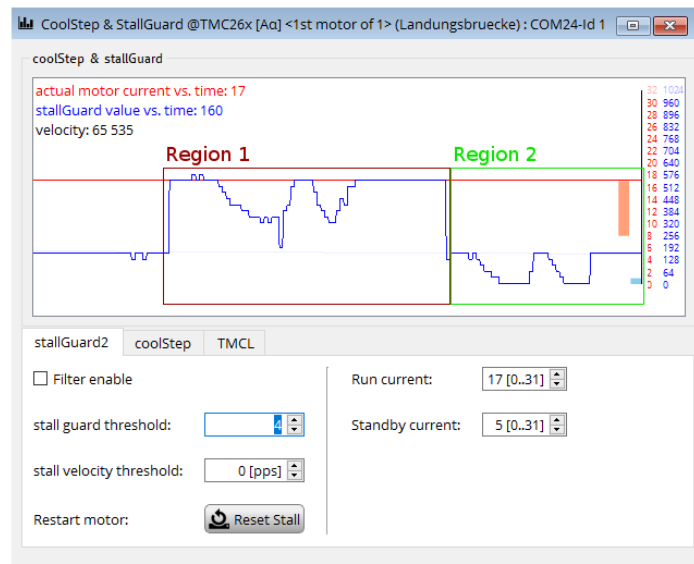 CoolStep & StallGuard @TMC26x [Aα] <1st motor of 1> (Landungsbruecke) : COM24-Id 1
coolStep & stallGuard
actual motor current vs. time: 17
stallGuard value vs. time: 160
velocity: 65 535
Region 1
Region 2
32 1024
30 960
28 896
26 832
24 768
22 704
20 640
18 576
16 512
14 448
12 384
10 320
8 256
6 192
4 128
2 64
0 0
stallGuard2
coolStep
TMCL
Filter enable
Run current:
17 [0..31]
stall guard threshold:
4
Standby current:
5 [0..31]
stall velocity threshold:
0 [pps]
Restart motor:
Reset Stall